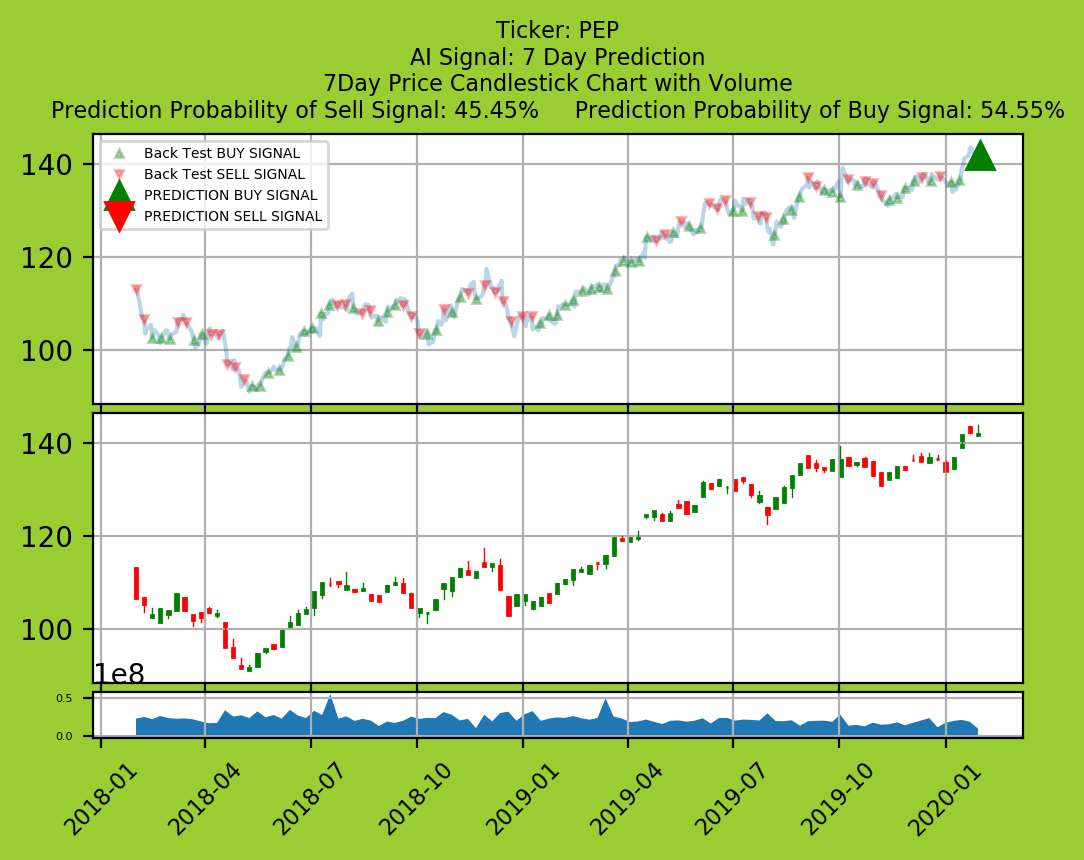 Ticker: PEP
AI Signal: 7 Day Prediction
7Day Price Candlestick Chart with Volume
Prediction Probability of Sell Signal: 45.45% Prediction Probability of Buy Signal: 54.55%
Back Test BUY SIGNAL
Back Test SELL SIGNAL
PREDICTION BUY SIGNAL
PREDICTION SELL SIGNAL
140
120
100
140
120
100
1e8
0.5
0.0
2018-01 2018-04 2018-07 2018-10 2019-01 2019-04 2019-07 2019-10 2020-01